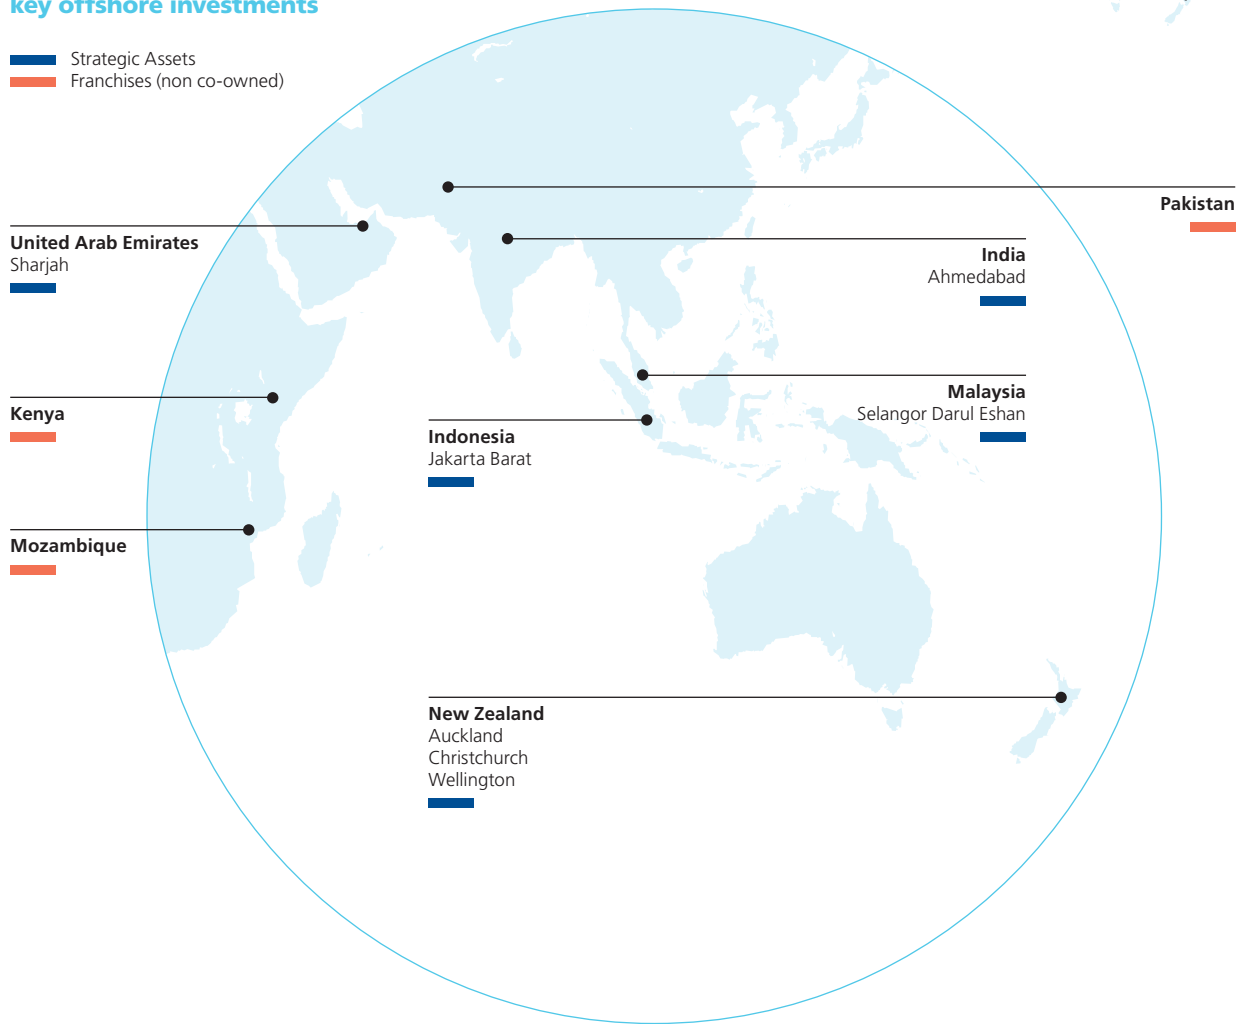 key offshore investments
Strategic Assets
Franchises (non co-owned)
Pakistan
United Arab Emirates
Sharjah
India
Ahmedabad
Malaysia
Selangor Darul Eshan
Kenya
Indonesia
Jakarta Barat
Mozambique
New Zealand
Auckland
Christchurch
Wellington